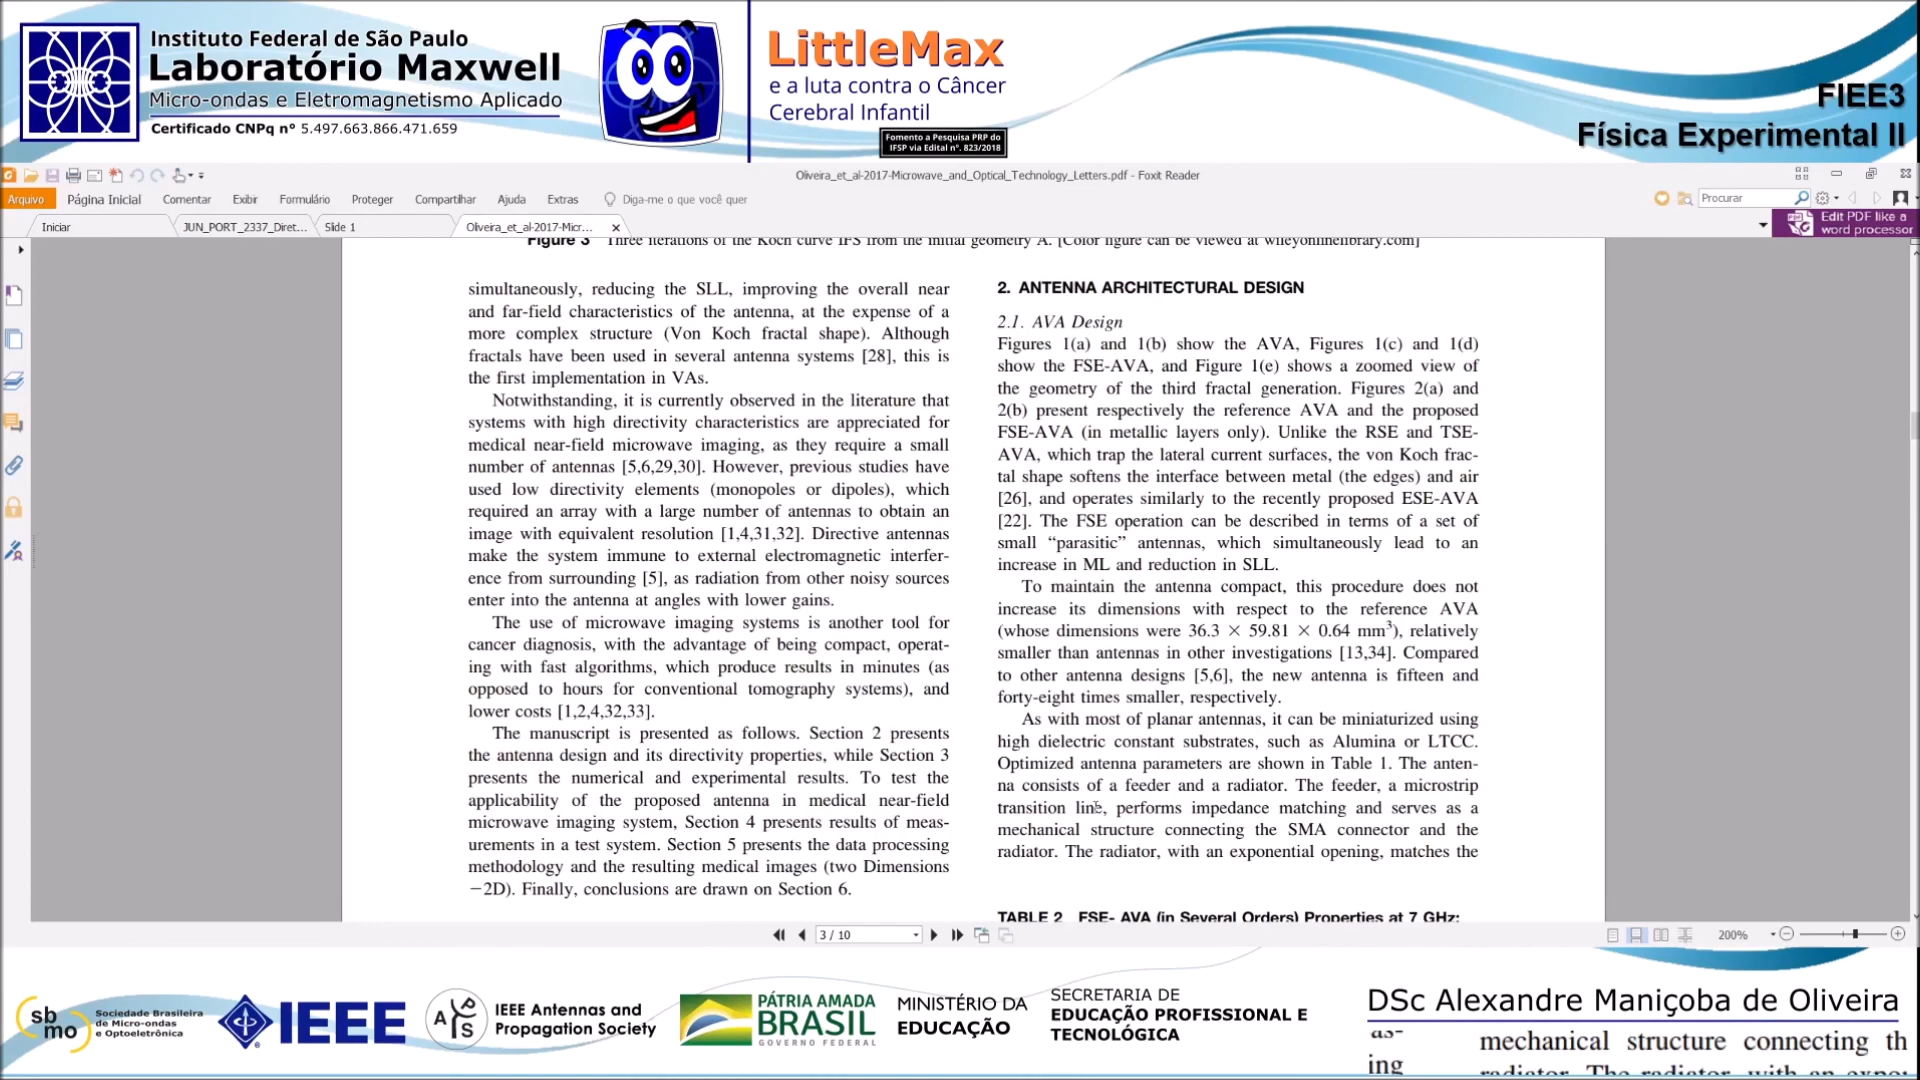 Instituto Federal de São Paulo
Laboratório Maxwell
Micro-ondas e Eletromagnetismo Aplicado
Certificado CNPq nº 5.497.663.866.471.659
LittleMax
e a luta contra o Câncer
Cerebral Infantil
Fomento a Pesquisa PRP do
IFSP via Edital nº. 823/2018
FIEE3
Física Experimental II
Oliveira_et_al-2017-Microwave_and_Optical_Technology_Letters.pdf - Foxit Reader
Arquivo Página Inicial Comentar Exibir Formulário Proteger Compartilhar Ajuda Extras Diga-me o que você quer Procurar
Iniciar JUN_PORT_2337_Diret... Slide 1 Oliveira_et_al-2017-Micr...
Edit PDF like a
word processor
Figure 3 Three iterations of the Koch curve IFS from the initial geometry A. [Color figure can be viewed at wileyonlinelibrary.com]
simultaneously, reducing the SLL, improving the overall near
and far-field characteristics of the antenna, at the expense of a
more complex structure (Von Koch fractal shape). Although
fractals have been used in several antenna systems [28], this is
the first implementation in VAs.
Notwithstanding, it is currently observed in the literature that
systems with high directivity characteristics are appreciated for
medical near-field microwave imaging, as they require a small
number of antennas [5,6,29,30]. However, previous studies have
used low directivity elements (monopoles or dipoles), which
required an array with a large number of antennas to obtain an
image with equivalent resolution [1,4,31,32]. Directive antennas
make the system immune to external electromagnetic interfer-
ence from surrounding [5], as radiation from other noisy sources
enter into the antenna at angles with lower gains.
The use of microwave imaging systems is another tool for
cancer diagnosis, with the advantage of being compact, operat-
ing with fast algorithms, which produce results in minutes (as
opposed to hours for conventional tomography systems), and
lower costs [1,2,4,32,33].
The manuscript is presented as follows. Section 2 presents
the antenna design and its directivity properties, while Section 3
presents the numerical and experimental results. To test the
applicability of the proposed antenna in medical near-field
microwave imaging system, Section 4 presents results of meas-
urements in a test system. Section 5 presents the data processing
methodology and the resulting medical images (two Dimensions
−2D). Finally, conclusions are drawn on Section 6.
2. ANTENNA ARCHITECTURAL DESIGN
2.1. AVA Design
Figures 1(a) and 1(b) show the AVA, Figures 1(c) and 1(d)
show the FSE-AVA, and Figure 1(e) shows a zoomed view of
the geometry of the third fractal generation. Figures 2(a) and
2(b) present respectively the reference AVA and the proposed
FSE-AVA (in metallic layers only). Unlike the RSE and TSE-
AVA, which trap the lateral current surfaces, the von Koch frac-
tal shape softens the interface between metal (the edges) and air
[26], and operates similarly to the recently proposed ESE-AVA
[22]. The FSE operation can be described in terms of a set of
small “parasitic” antennas, which simultaneously lead to an
increase in ML and reduction in SLL.
To maintain the antenna compact, this procedure does not
increase its dimensions with respect to the reference AVA
(whose dimensions were 36.3 × 59.81 × 0.64 mm³), relatively
smaller than antennas in other investigations [13,34]. Compared
to other antenna designs [5,6], the new antenna is fifteen and
forty-eight times smaller, respectively.
As with most of planar antennas, it can be miniaturized using
high dielectric constant substrates, such as Alumina or LTCC.
Optimized antenna parameters are shown in Table 1. The anten-
na consists of a feeder and a radiator. The feeder, a microstrip
transition line, performs impedance matching and serves as a
mechanical structure connecting the SMA connector and the
radiator. The radiator, with an exponential opening, matches the
TABLE 2 FSE- AVA (in Several Orders) Properties at 7 GHz:
3 / 10
200%
sb
mo
Sociedade Brasileira
de Micro-ondas
e Optoeletrônica
IEEE
APS
IEEE Antennas and
Propagation Society
PÁTRIA AMADA
BRASIL
GOVERNO FEDERAL
MINISTÉRIO DA
EDUCAÇÃO
SECRETARIA DE
EDUCAÇÃO PROFISSIONAL E
TECNOLÓGICA
DSc Alexandre Maniçoba de Oliveira
as-
ing
mechanical structure connecting th
radiator. The radiator, with an expo